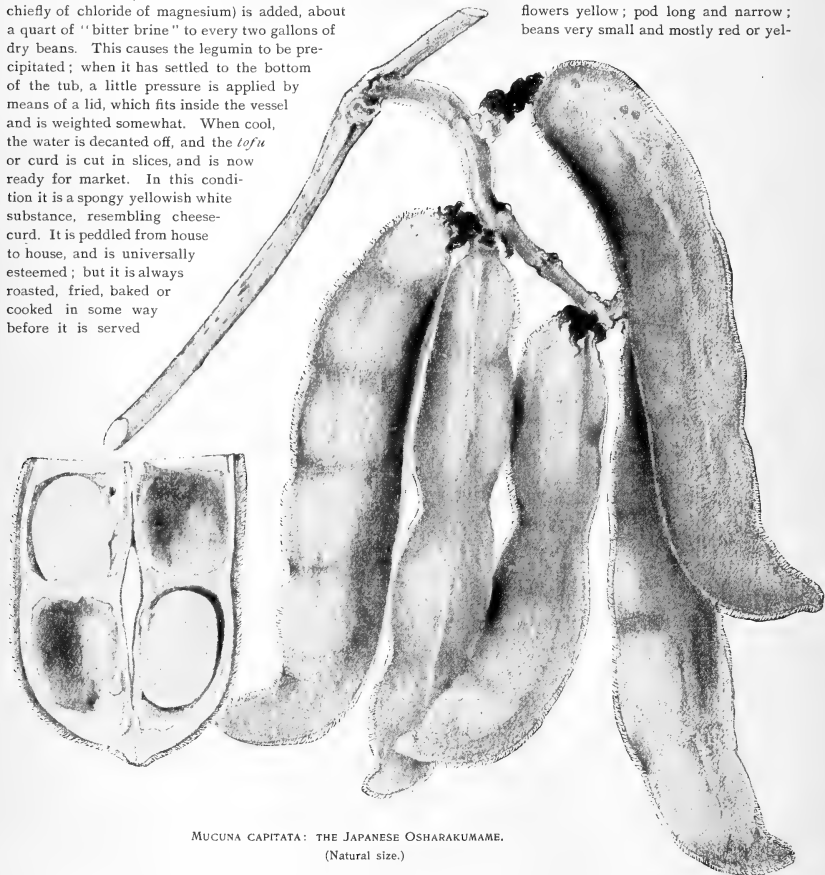 chiefly of chloride of magnesium) is added, about
a quart of "bitter brine" to every two gallons of
dry beans. This causes the legumin to be pre-
cipitated; when it has settled to the bottom
of the tub, a little pressure is applied by
means of a lid, which fits inside the vessel
and is weighted somewhat. When cool,
the water is decanted off, and the tofu
or curd is cut in slices, and is now
ready for market. In this condi-
tion it is a spongy yellowish white
substance, resembling cheese-
curd. It is peddled from house
to house, and is universally
esteemed; but it is always
roasted, fried, baked or
cooked in some way
before it is served
flowers yellow; pod long and narrow;
beans very small and mostly red or yel-
MUCUNA CAPITATA: THE JAPANESE OSHARAKUMAME.
(Natural size.)